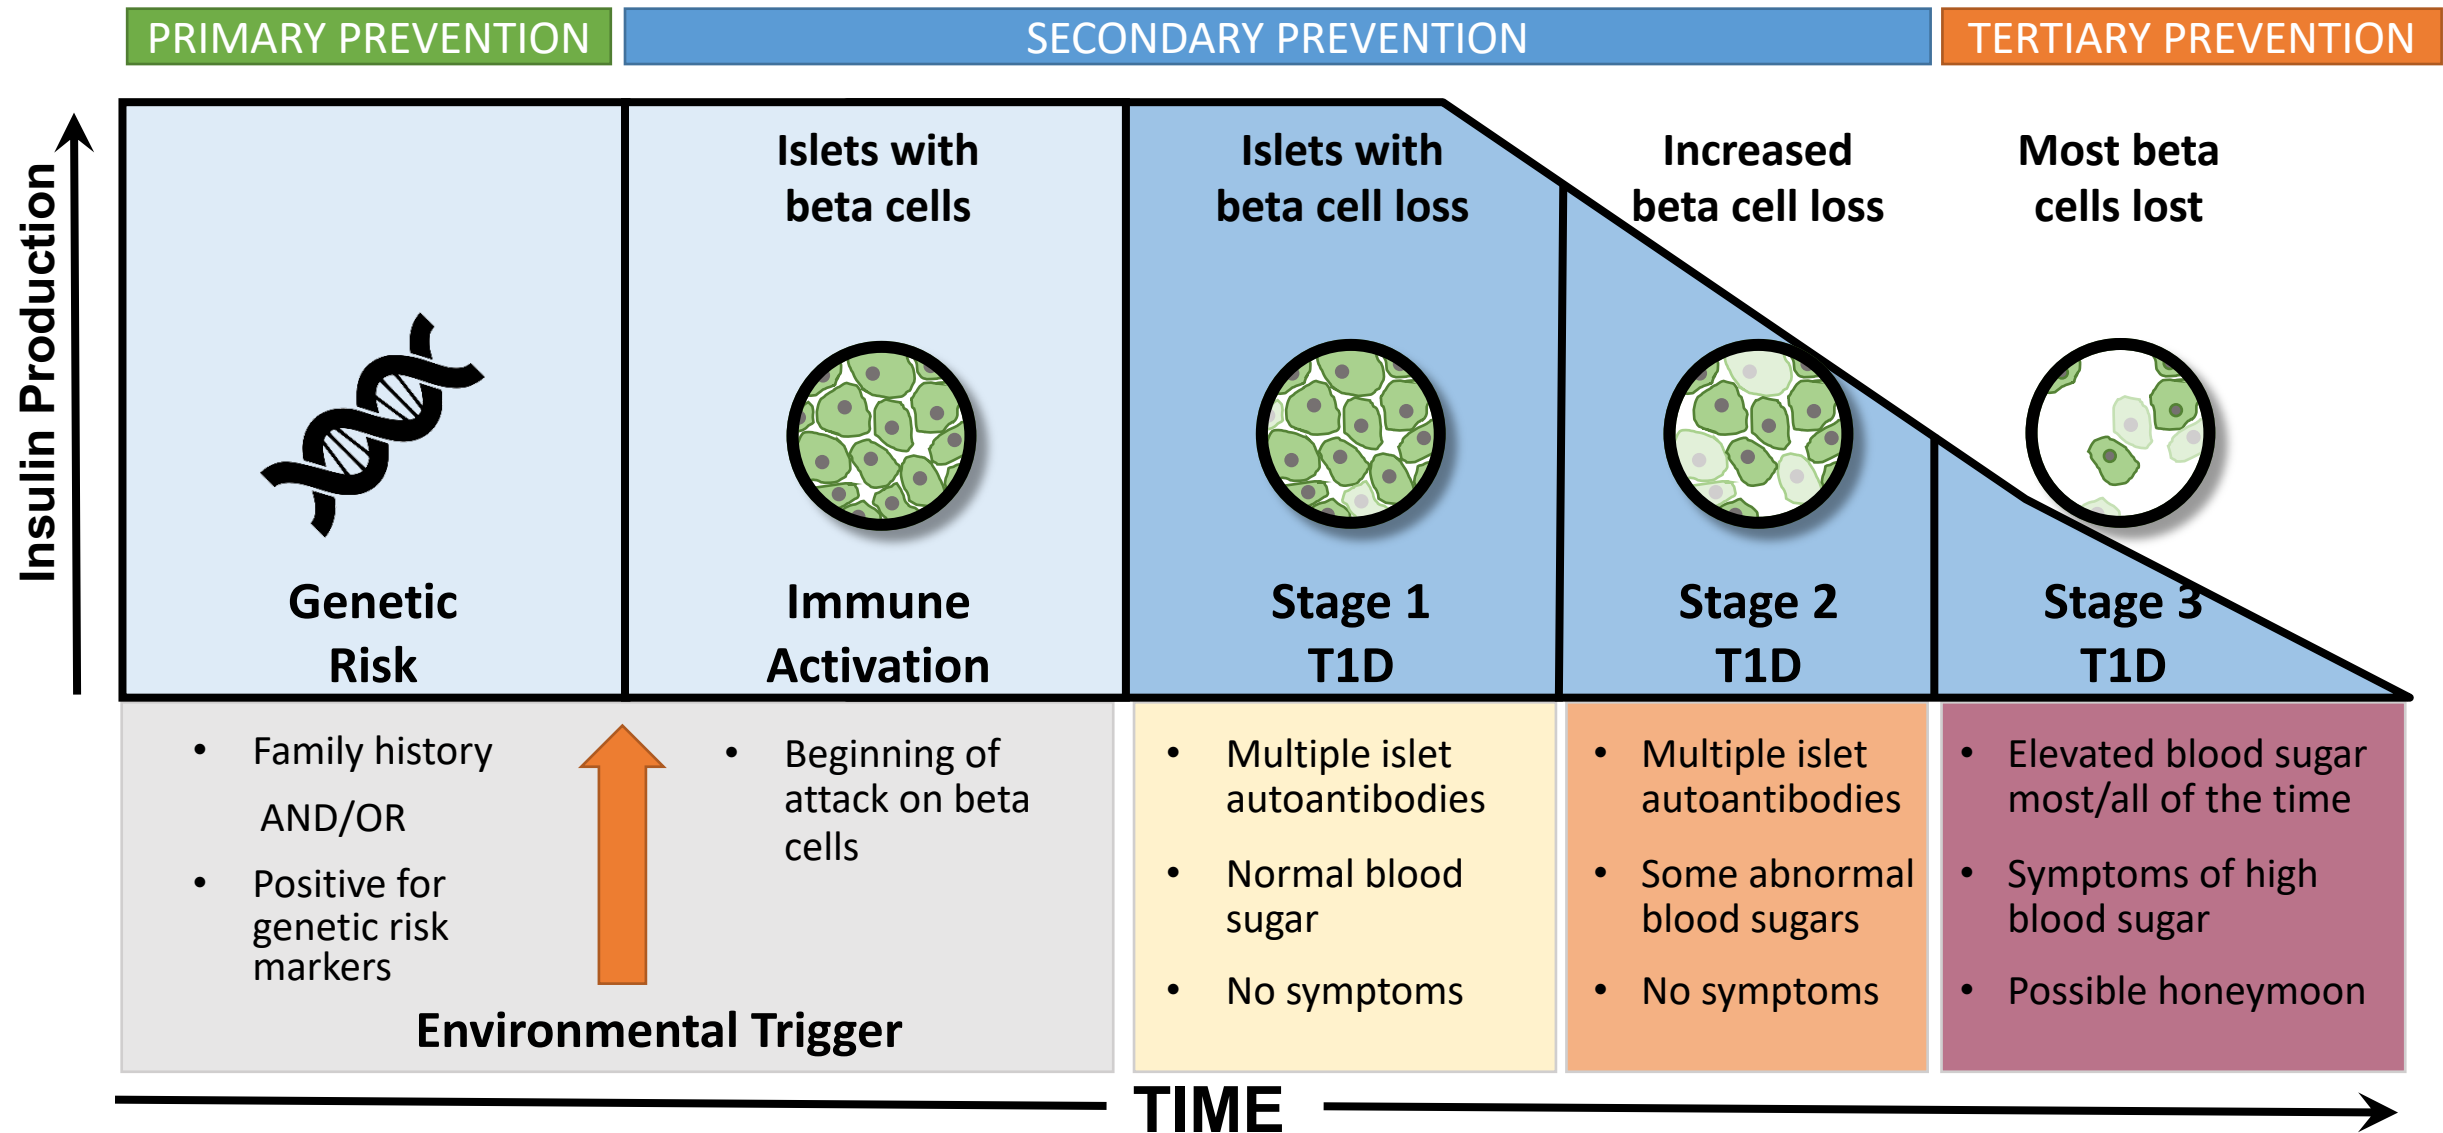 PRIMARY PREVENTION
SECONDARY PREVENTION
TERTIARY PREVENTION
Insulin Production
Islets with
beta cells
Islets with
beta cell loss
Increased
beta cell loss
Most beta
cells lost
Genetic
Risk
Immune
Activation
Stage 1
T1D
Stage 2
T1D
Stage 3
T1D
• Family history
AND/OR
• Positive for
genetic risk
markers
• Beginning of
attack on beta
cells
Environmental Trigger
• Multiple islet
autoantibodies
• Normal blood
sugar
• No symptoms
• Multiple islet
autoantibodies
• Some abnormal
blood sugars
• No symptoms
• Elevated blood sugar
most/all of the time
• Symptoms of high
blood sugar
• Possible honeymoon
TIME